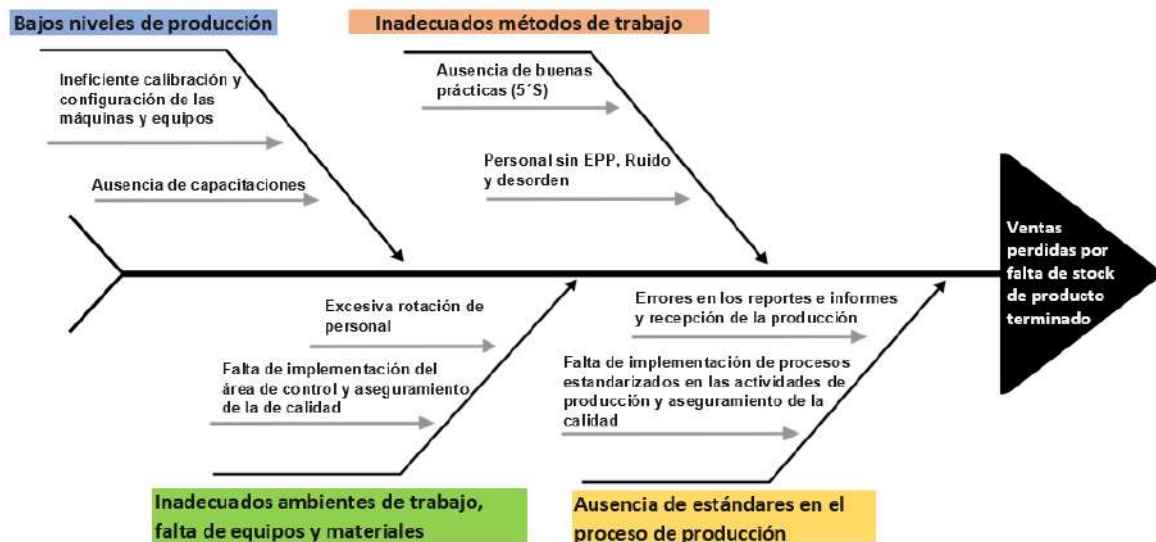 Bajos niveles de producción
Inadecuados métodos de trabajo
Ineficiente calibración y
configuración de las
máquinas y equipos
Ausencia de capacitaciones
Ausencia de buenas
prácticas (5´S)
Personal sin EPP, Ruido
y desorden
Ventas
perdidas por
falta de stock
de producto
terminado
Excesiva rotación de
personal
Falta de implementación del
área de control y aseguramiento
de la de calidad
Errores en los reportes e informes
y recepción de la producción
Falta de implementación de procesos
estandarizados en las actividades de
producción y aseguramiento de la
calidad
Inadecuados ambientes de trabajo,
falta de equipos y materiales
Ausencia de estándares en el
proceso de producción